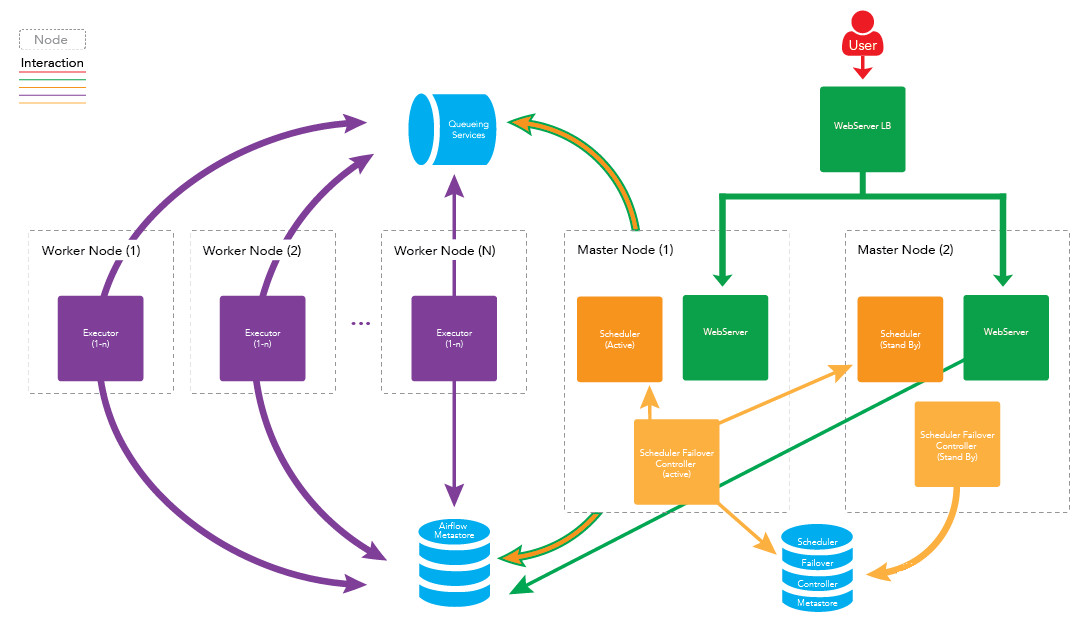 Node
Interaction
User
WebServer LB
Queueing
Services
Worker Node (1)
Executor
(1-n)
Worker Node (2)
Executor
(1-n)
...
Worker Node (N)
Executor
(1-n)
Master Node (1)
Scheduler
(Active)
WebServer
Scheduler Failover
Controller
(active)
Master Node (2)
Scheduler
(Stand By)
WebServer
Scheduler Failover
Controller
(Stand By)
Airflow
Metastore
Scheduler
Failover
Controller
Metastore